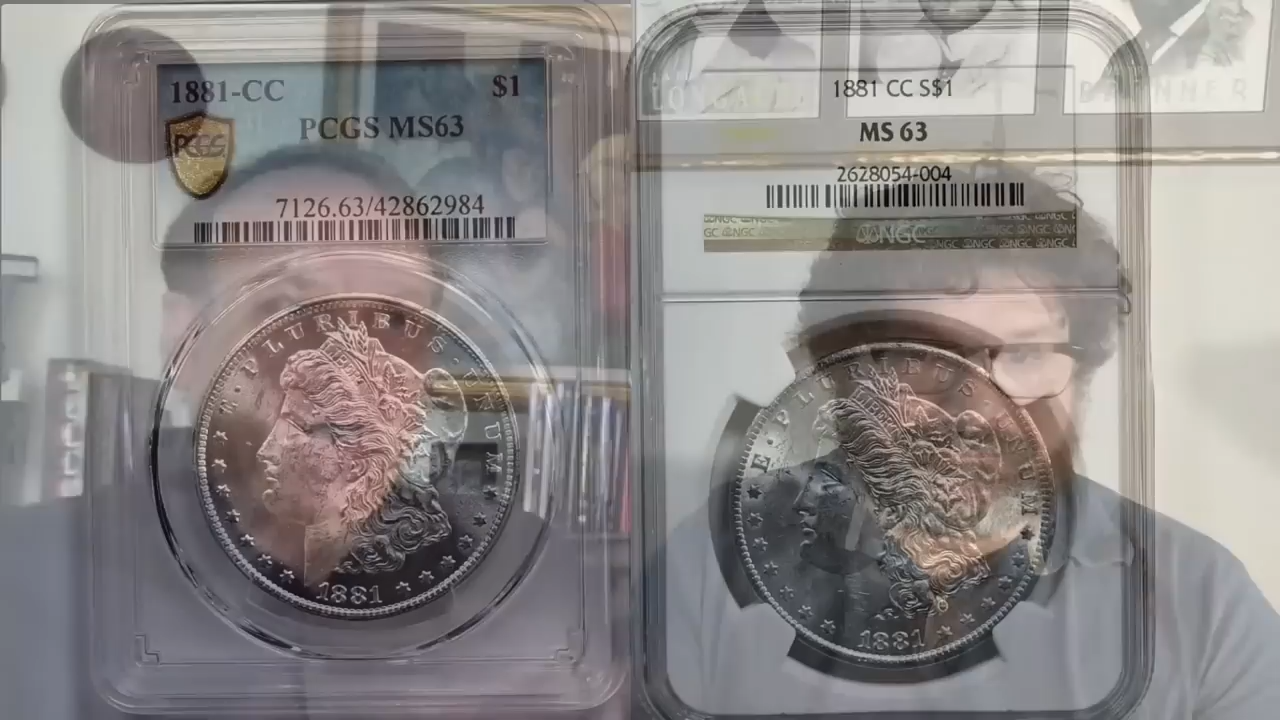 1881-CC $1
PCGS MS63
PCGS
7126.63/42862984
E · PLURIBUS · UNUM
1881
1881 CC S$1
MS 63
2628054-004
NGC
E · PLURIBUS · UNUM
1881